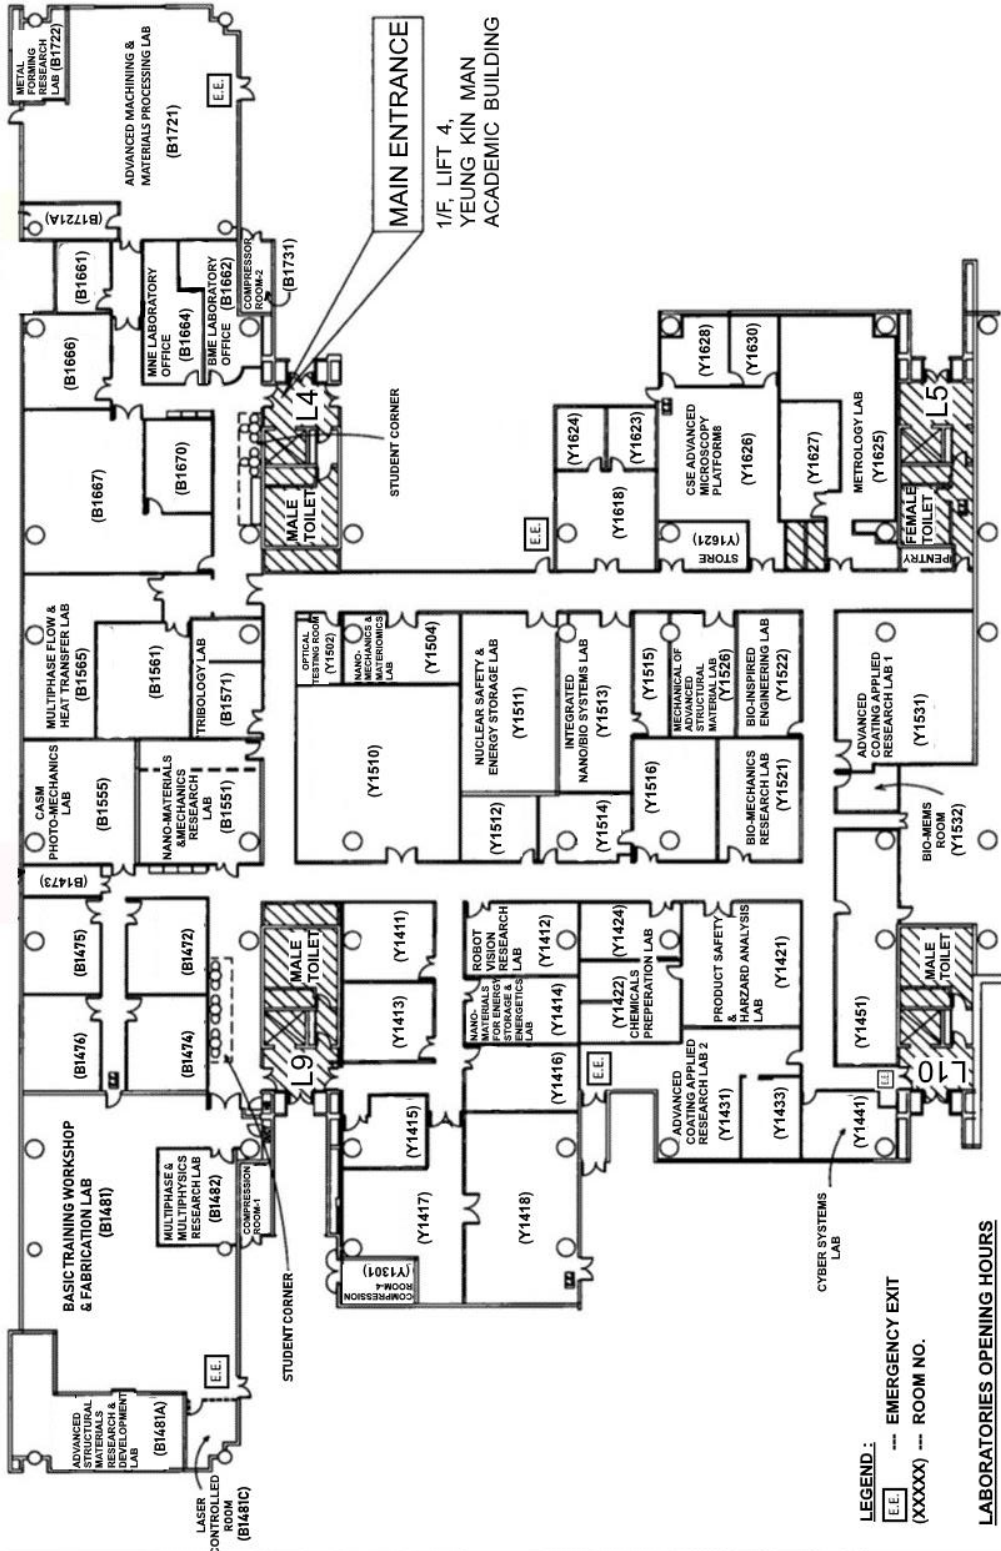 METAL
FORMING
RESEARCH
LAB (B1722)
ADVANCED MACHINING &
MATERIALS PROCESSING LAB
(B1721)
E.E.
(B1721A)
(B1661)
(B1666)
MNE LABORATORY
OFFICE
(B1664)
BME LABORATORY
OFFICE
(B1662)
COMPRESSOR
ROOM-2
(B1731)
MAIN ENTRANCE
1/F, LIFT 4,
YEUNG KIN MAN
ACADEMIC BUILDING
(B1667)
(B1670)
L4
MALE
TOILET
STUDENT CORNER
MULTIPHASE FLOW &
HEAT TRANSFER LAB
(B1565)
(B1561)
TRIBOLOGY LAB
(B1571)
CASM
PHOTO-MECHANICS
LAB
(B1555)
NANO-MATERIALS
&MECHANICS
RESEARCH
LAB
(B1551)
(B1473)
(B1475)
(B1472)
(B1476)
(B1474)
MALE
TOILET
L9
BASIC TRAINING WORKSHOP
& FABRICATION LAB
(B1481)
MULTIPHASE &
MULTIPHYSICS
RESEARCH LAB
(B1482)
COMPRESSION
ROOM-1
STUDENT CORNER
E.E.
ADVANCED
STRUCTURAL
MATERIALS
RESEARCH &
DEVELOPMENT
LAB
(B1481A)
LASER
CONTROLLED
ROOM
(B1481C)
E.E.
(Y1624)
(Y1623)
(Y1618)
(Y1628)
(Y1630)
CSE ADVANCED
MICROSCOPY
PLATFORM8
(Y1626)
STORE
(Y1621)
(Y1627)
METROLOGY LAB
(Y1625)
L5
FEMALE
TOILET
PENTRY
OPTICAL
TESTING ROOM
(Y1502)
NANO-
MECHANICS &
MATERIOMICS
LAB
(Y1504)
(Y1510)
NUCLEAR SAFETY &
ENERGY STORAGE LAB
(Y1511)
(Y1512)
INTEGRATED
NANO/BIO SYSTEMS LAB
(Y1513)
(Y1514)
(Y1515)
(Y1516)
MECHANICAL OF
ADVANCED
STRUCTURAL
MATERIAL LAB
(Y1526)
BIO-INSPIRED
ENGINEERING LAB
(Y1522)
BIO-MECHANICS
RESEARCH LAB
(Y1521)
ADVANCED
COATING APPLIED
RESEARCH LAB 1
(Y1531)
BIO-MEMS
ROOM
(Y1532)
(Y1411)
(Y1413)
ROBOT
VISION
RESEARCH
LAB
(Y1412)
NANO-
MATERIALS
FOR ENERGY
STORAGE &
ENERGETICS
LAB
(Y1414)
(Y1416)
(Y1415)
(Y1417)
(Y1418)
COMPRESSION
ROOM-4
(Y1301)
(Y1424)
(Y1422)
CHEMICALS
PREPERATION LAB
PRODUCT SAFETY
&
HARZARD ANALYSIS
LAB
(Y1421)
E.E.
ADVANCED
COATING APPLIED
RESEARCH LAB 2
(Y1431)
(Y1433)
(Y1441)
(Y1451)
E.E.
MALE
TOILET
L10
CYBER SYSTEMS
LAB
LEGEND :
E.E. --- EMERGENCY EXIT
(XXXXX) --- ROOM NO.
LABORATORIES OPENING HOURS